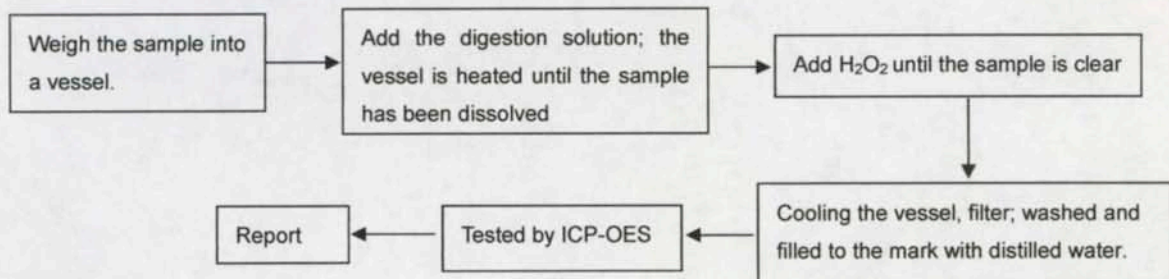 Weigh the sample into
a vessel.
Add the digestion solution; the
vessel is heated until the sample
has been dissolved
Add H₂O₂ until the sample is clear
Cooling the vessel, filter; washed and
filled to the mark with distilled water.
Tested by ICP-OES
Report